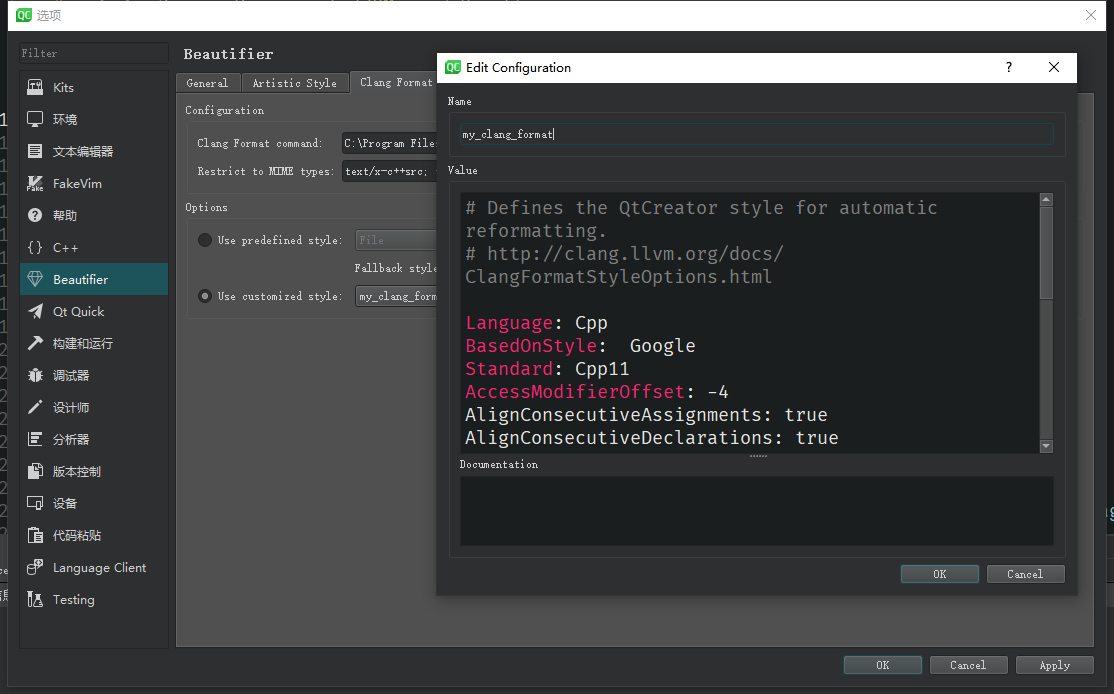 QC 选项
Filter
Kits
环境
文本编辑器
FakeVim
帮助
C++
Beautifier
Qt Quick
构建和运行
调试器
设计师
分析器
版本控制
设备
代码粘贴
Language Client
Testing
Beautifier
General
Artistic Style
Clang Format
Configuration
Clang Format command:
C:\Program File
Restrict to MIME types:
text/x-c++src;
Options
Use predefined style:
File
Fallback style
Use customized style:
my_clang_form
QC Edit Configuration
?
Name
my_clang_format
Value
# Defines the QtCreator style for automatic
reformatting.
# http://clang.llvm.org/docs/
ClangFormatStyleOptions.html
Language: Cpp
BasedOnStyle:  Google
Standard: Cpp11
AccessModifierOffset: -4
AlignConsecutiveAssignments: true
AlignConsecutiveDeclarations: true
Documentation
OK
Cancel
OK
Cancel
Apply